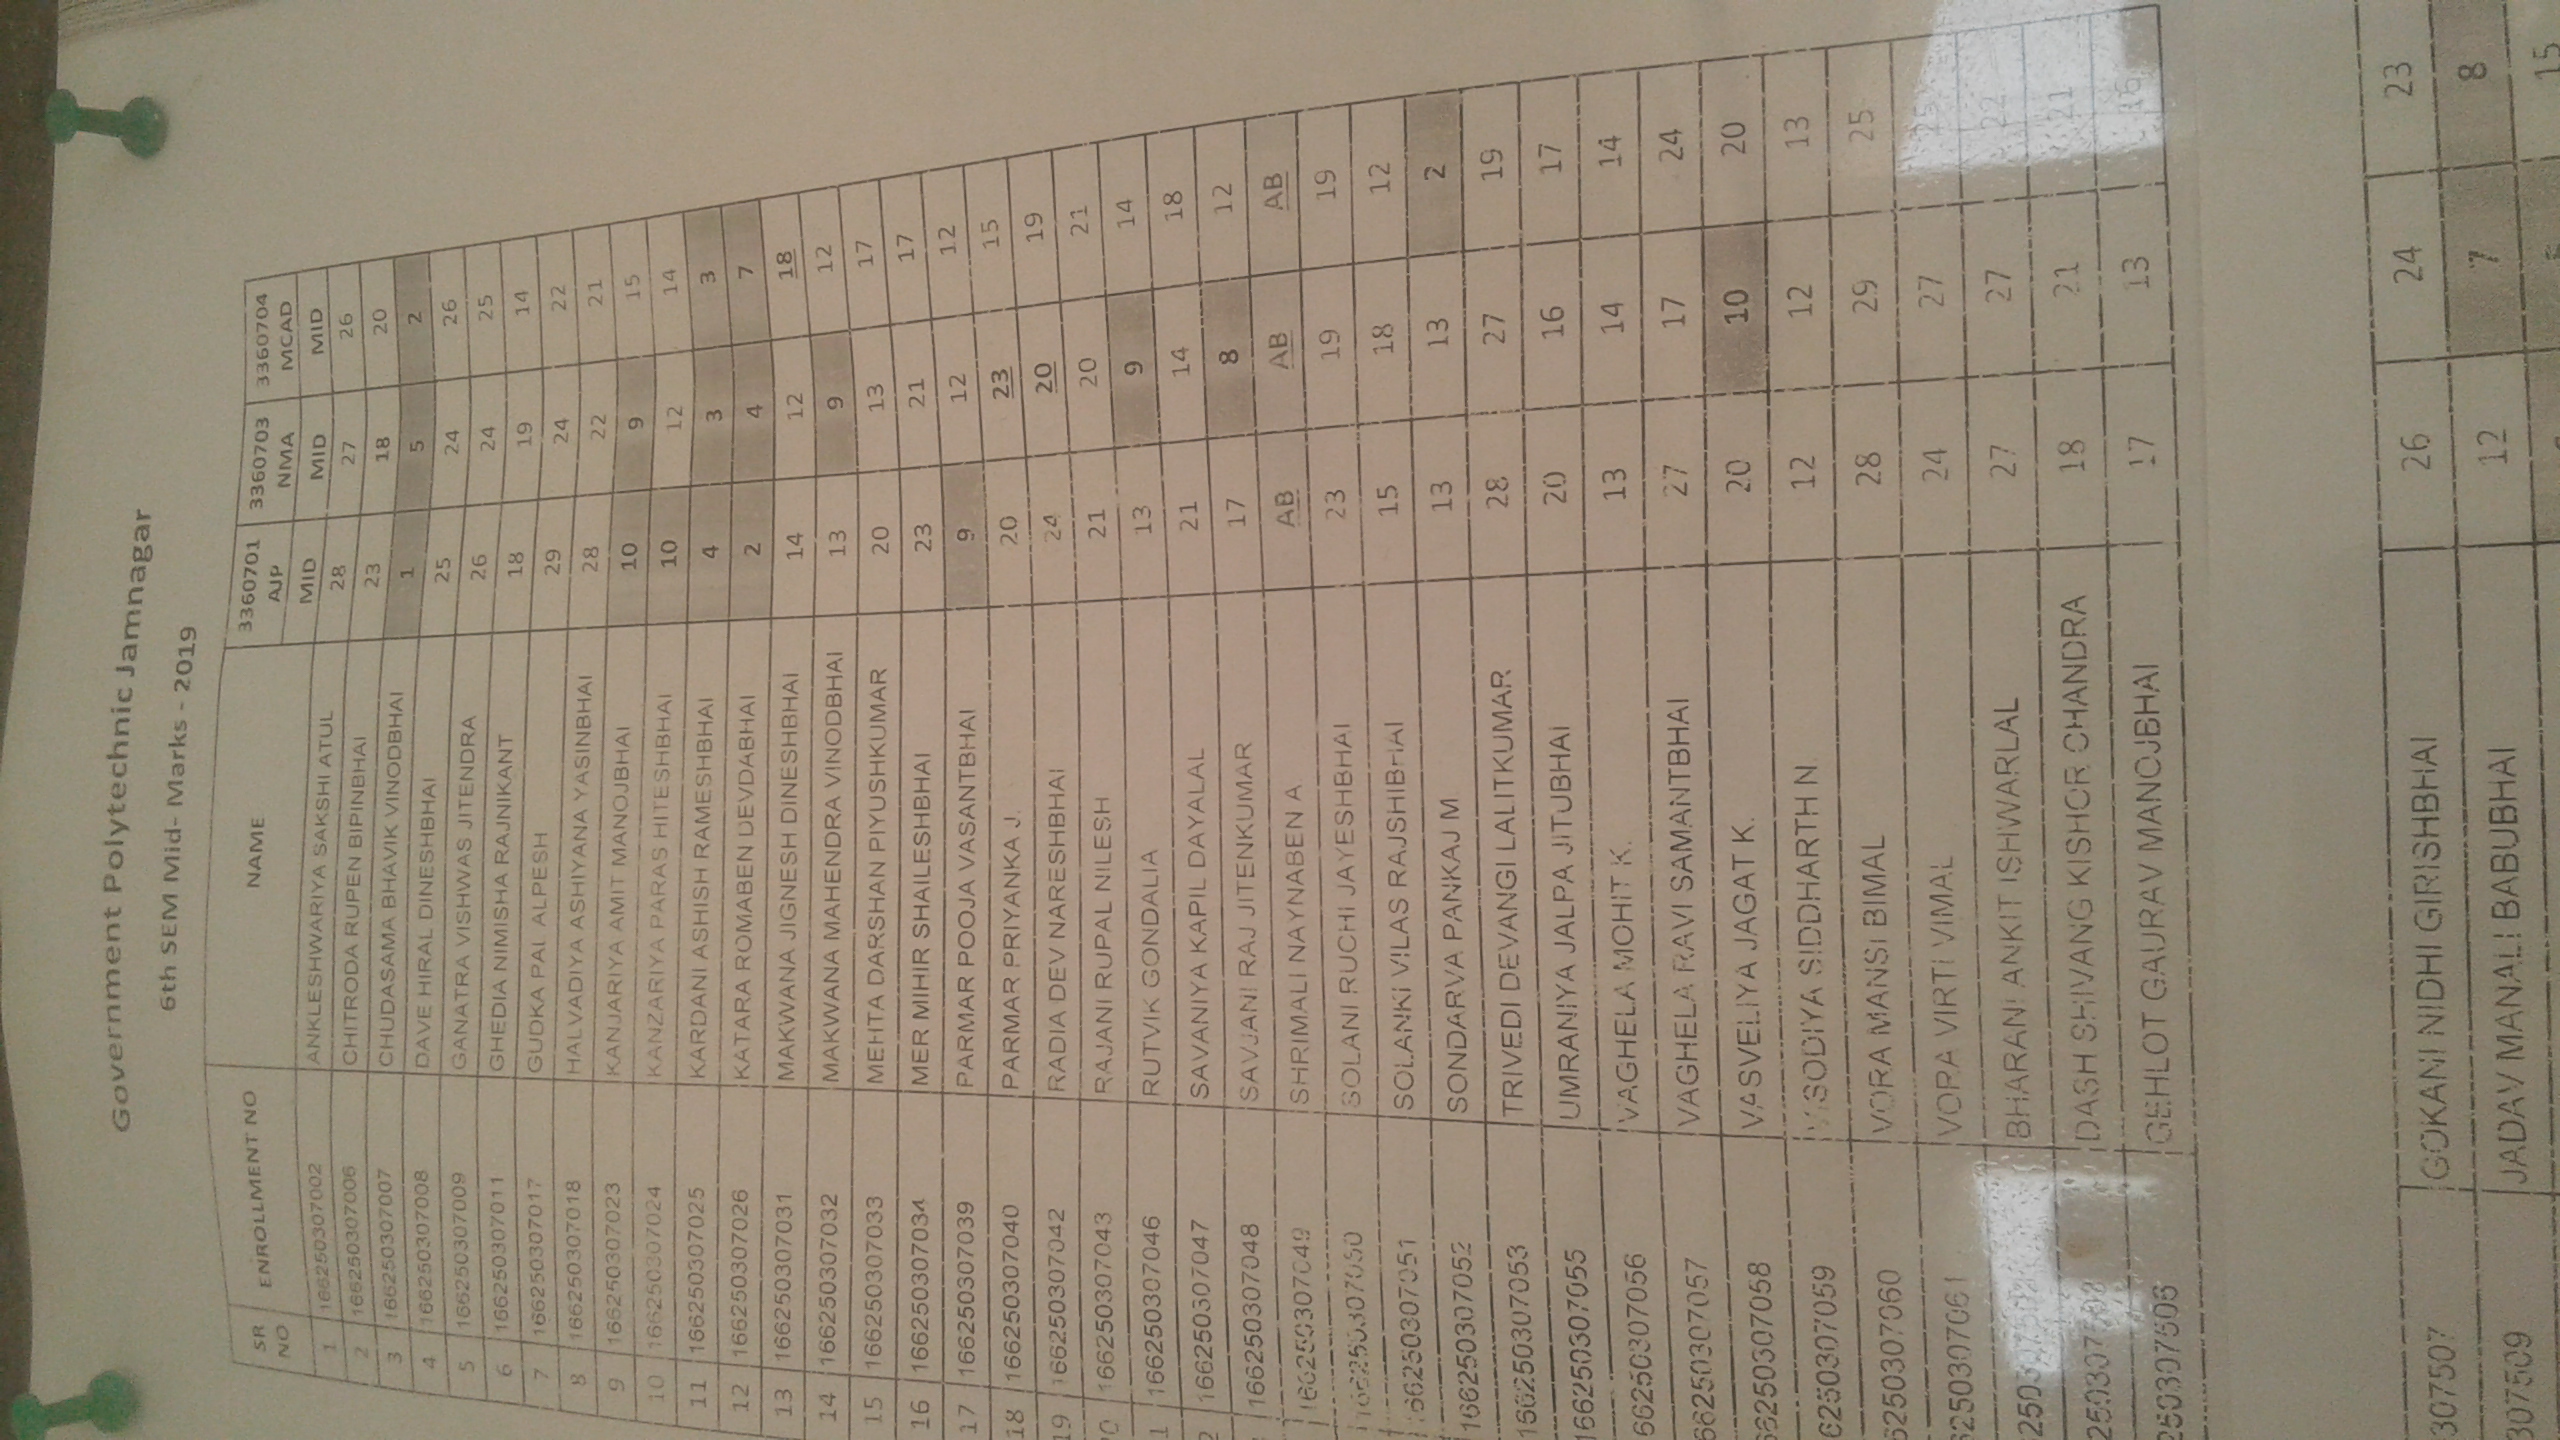 Government Polytechnic Jamnagar
6th SEM Mid- Marks - 2019
SR NO ENROLLMENT NO NAME 3360701 AJP 3360703 NMA 3360704 MCAD
MID MID MID
1 166250307002 ANKLESHWARIYA SAKSHI ATUL 28 27 26
2 166250307006 CHITRODA RUPEN BIPINBHAI 23 18 20
3 166250307007 CHUDASAMA BHAVIK VINODBHAI 1 5 2
4 166250307008 DAVE HIRAL DINESHBHAI 25 24 26
5 166250307009 GANATRA VISHWAS JITENDRA 26 24 25
6 166250307011 GHEDIA NIMISHA RAJNIKANT 18 19 14
7 166250307017 GUDKA PAL ALPESH 29 24 22
8 166250307018 HALVADIYA ASHIYANA YASINBHAI 28 22 21
9 166250307023 KANJARIYA AMIT MANOJBHAI 10 9 15
10 166250307024 KANZARIYA PARAS HITESHBHAI 10 12 14
11 166250307025 KARDANI ASHISH RAMESHBHAI 4 3 3
12 166250307026 KATARA ROMABEN DEVDABHAI 2 4 7
13 166250307031 MAKWANA JIGNESH DINESHBHAI 14 12 18
14 166250307032 MAKWANA MAHENDRA VINODBHAI 13 9 12
15 166250307033 MEHTA DARSHAN PIYUSHKUMAR 20 13 17
16 166250307034 MER MIHIR SHAILESHBHAI 23 21 17
17 166250307039 PARMAR POOJA VASANTBHAI 9 12 12
18 166250307040 PARMAR PRIYANKA J. 20 23 15
19 166250307042 RADIA DEV NARESHBHAI 24 20 19
0 166250307043 RAJANI RUPAL NILESH 21 20 21
1 166250307046 RUTVIK GONDALIA 13 9 14
2 166250307047 SAVANIYA KAPIL DAYALAL 21 14 18
166250307048 SAVJANI RAJ JITENKUMAR 17 8 12
166250307049 SHRIMALI NAYNABEN A AB AB AB
166250307050 SOLANI RUCHI JAYESHBHAI 23 19 19
166250307051 SOLANKI VILAS RAJSHIBHAI 15 18 12
166250307052 SONDARVA PANKAJ M 13 13 2
166250307053 TRIVEDI DEVANGI LALITKUMAR 28 27 19
166250307055 UMRANIYA JALPA JITUBHAI 20 16 17
66250307056 VAGHELA MOHIT K. 13 14 14
66250307057 VAGHELA RAVI SAMANTBHAI 27 17 24
66250307058 VASVELIYA JAGAT K. 20 10 20
6250307059 VISODIYA SIDDHARTH N 12 12 13
6250307060 VORA MANSI BIMAL 28 29 25
6250307061 VORA VIRTI VIMAL 24 27 25
BHARANI ANKIT ISHWARLAL 27 27 22
250307503 DASH SHIVANG KISHOR CHANDRA 18 21 21
250307506 GEHLOT GAURAV MANOJBHAI 17 13 16
307507 GOKANI NIDHI GIRISHBHAI 26 24 23
307509 JADAV MANALI BABUBHAI 12 7 8
15